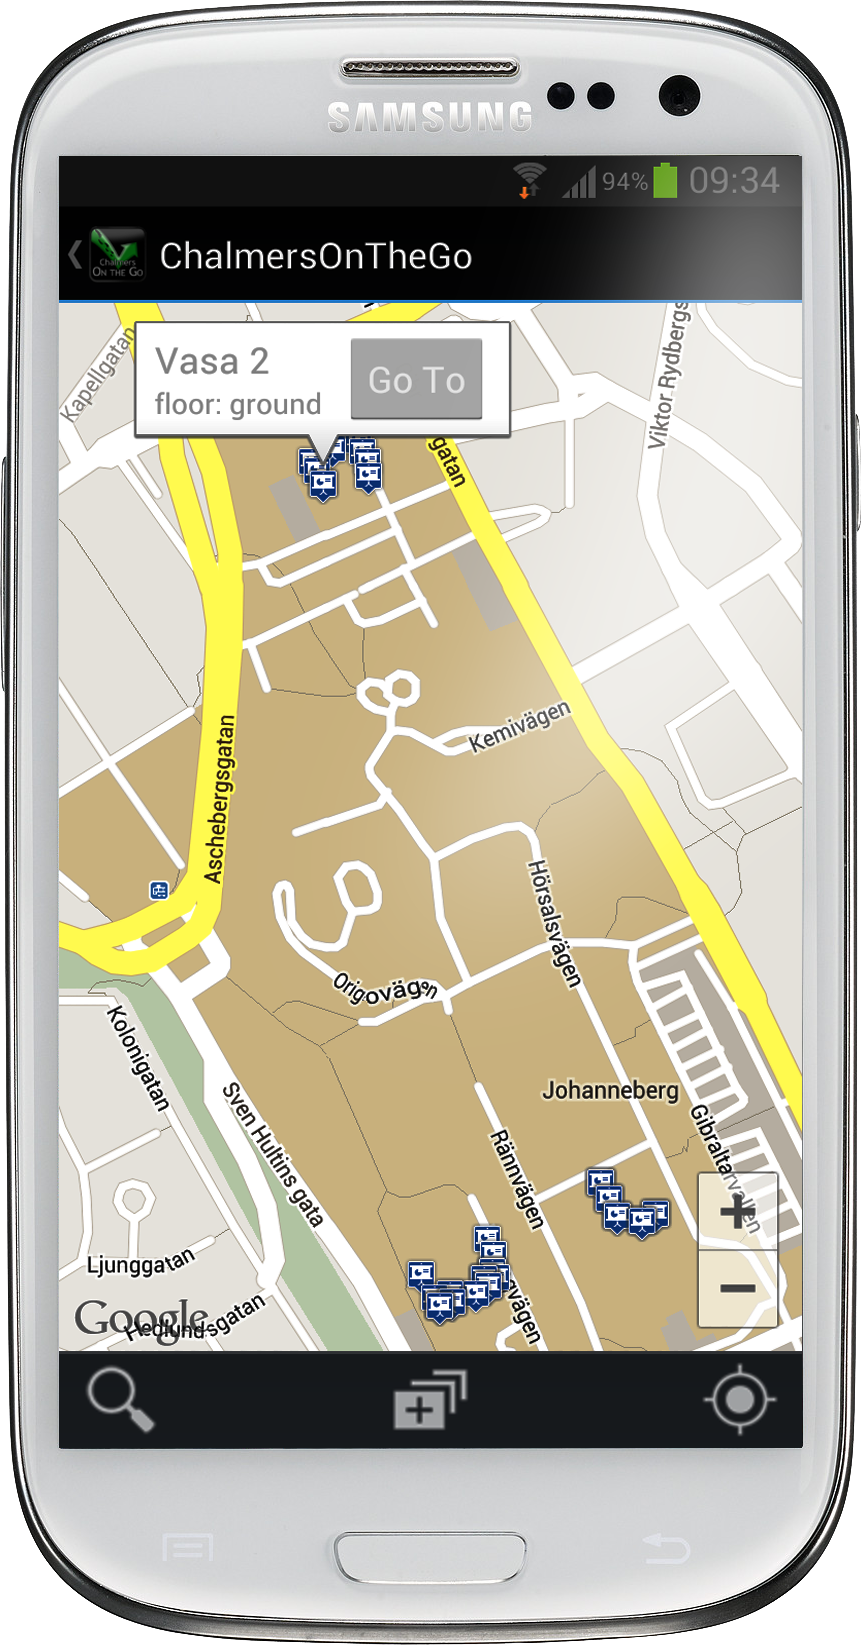 SAMSUNG
94% 09:34
Chalmers
ON THE GO
ChalmersOnTheGo
Vasa 2
floor: ground
Go To
Kapellgatan
Viktor Rydbergs
gatan
Kemivägen
Aschebergsgatan
Hörsalsvägen
Origovägen
Kolonigatan
Johanneberg
Sven Hultins gata
Gibraltarvallen
Rännvägen
Ljunggatan
vägen
Google
Hedlundsgatan